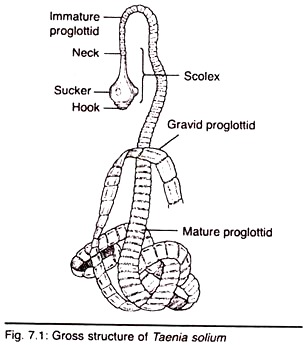 Immature
proglottid
Neck
Scolex
Sucker
Hook
Gravid proglottid
Mature proglottid
Fig. 7.1: Gross structure of Taenia solium